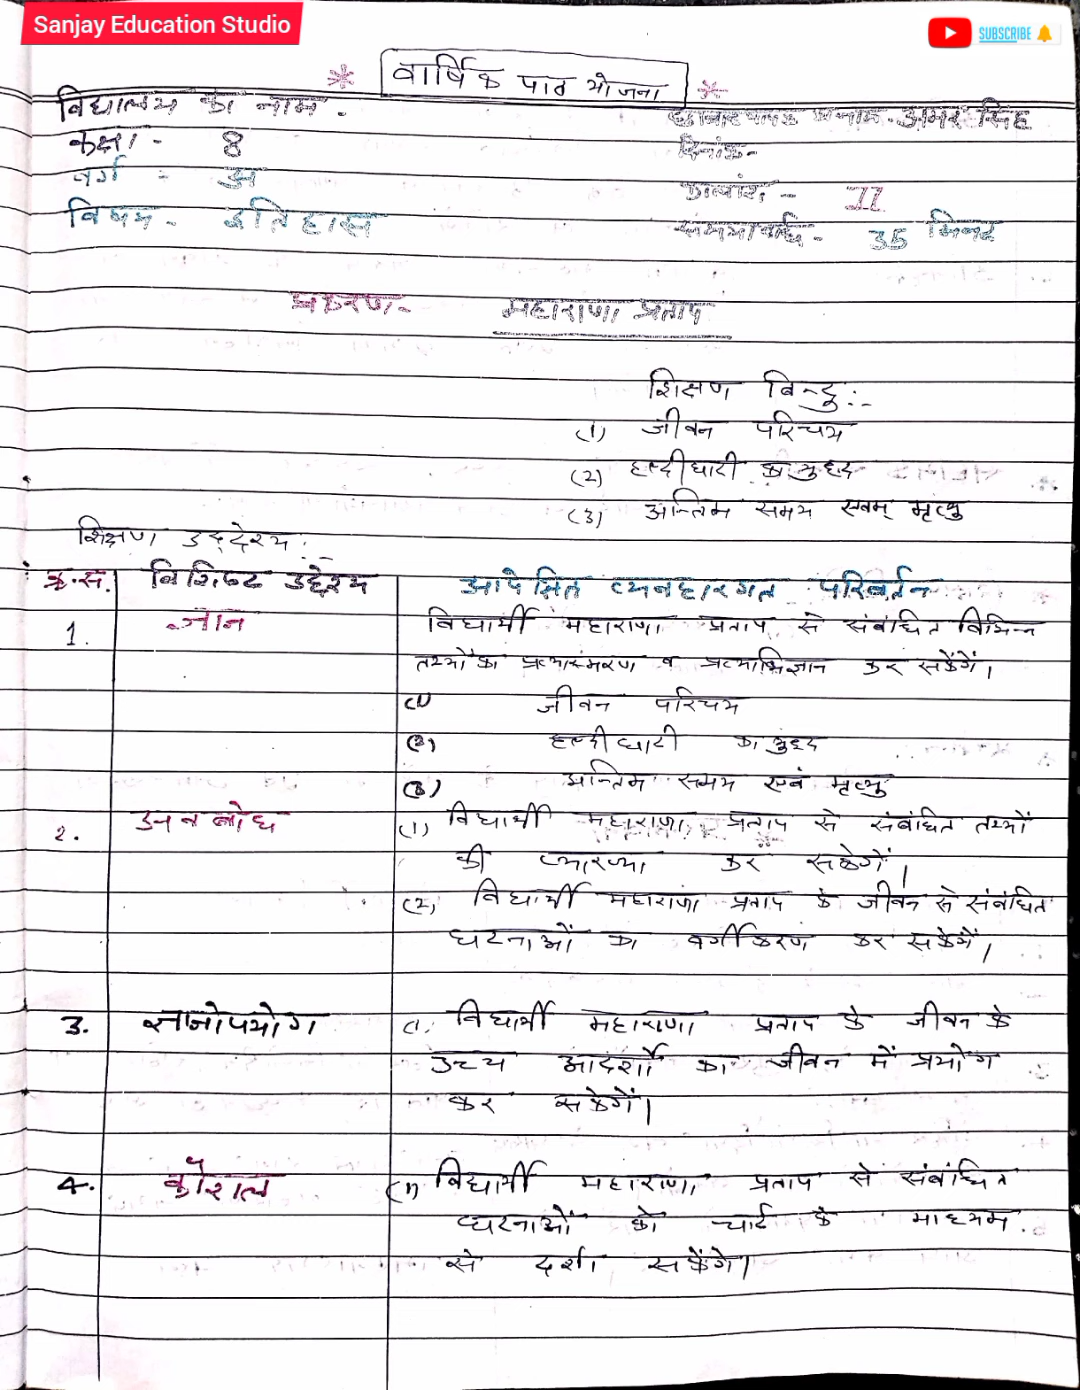 Sanjay Education Studio
SUBSCRIBE
* वार्षिक पाठ योजना *
विद्यालय का नाम -
नाम - अमर सिंह
कक्षा - 8
दिनांक -
वर्ग - अ
कालांश - II
विषय - इतिहास
समयावधि - 35 मिनट
प्रकरण - महाराणा प्रताप
शिक्षण बिन्दु :-
(1) जीवन परिचय
(2) हल्दीघाटी का युद्ध
(3) अन्तिम समय एवम् मृत्यु
शिक्षण उद्देश्य :-
क्र.स. विशिष्ट उद्देश्य आपेक्षित व्यवहारगत परिवर्तन
1. ज्ञान विद्यार्थी महाराणा प्रताप से संबंधित विभिन्न
तथ्यों का प्रत्यास्मरण व प्रत्याभिज्ञान कर सकेंगें।
(1) जीवन परिचय
(2) हल्दीघाटी का युद्ध
(3) अन्तिम समय एवं मृत्यु
2. अवबोध (1) विद्यार्थी महाराणा प्रताप से संबंधित तथ्यों
की व्याख्या कर सकेगें।
(2) विद्यार्थी महाराणा प्रताप के जीवन से संबंधित
घटनाओं का वर्गीकरण कर सकेगें।
3. ज्ञानोपयोग (1. विद्यार्थी महाराणा प्रताप के जीवन के
उच्च आदर्शों का जीवन में प्रयोग
कर सकेगें।
4. कौशल (1) विद्यार्थी महाराणा प्रताप से संबंधित
घटनाओं को चार्ट के माध्यम
से दर्शा सकेंगे।